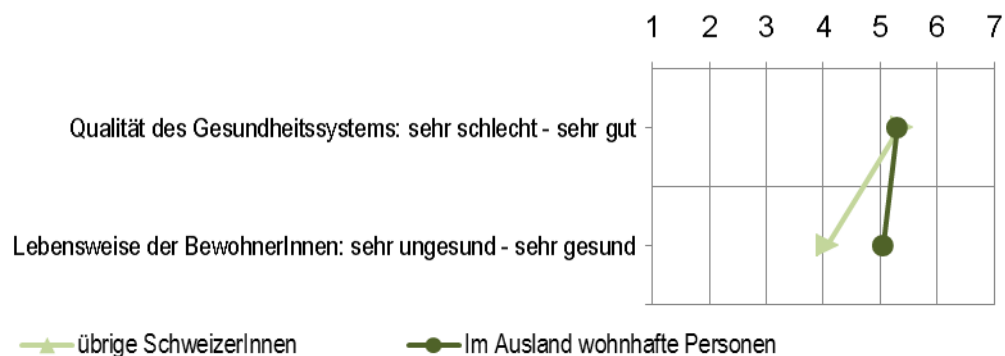 1 2 3 4 5 6 7
Qualität des Gesundheitssystems: sehr schlecht - sehr gut
Lebensweise der BewohnerInnen: sehr ungesund - sehr gesund
übrige SchweizerInnen Im Ausland wohnhafte Personen